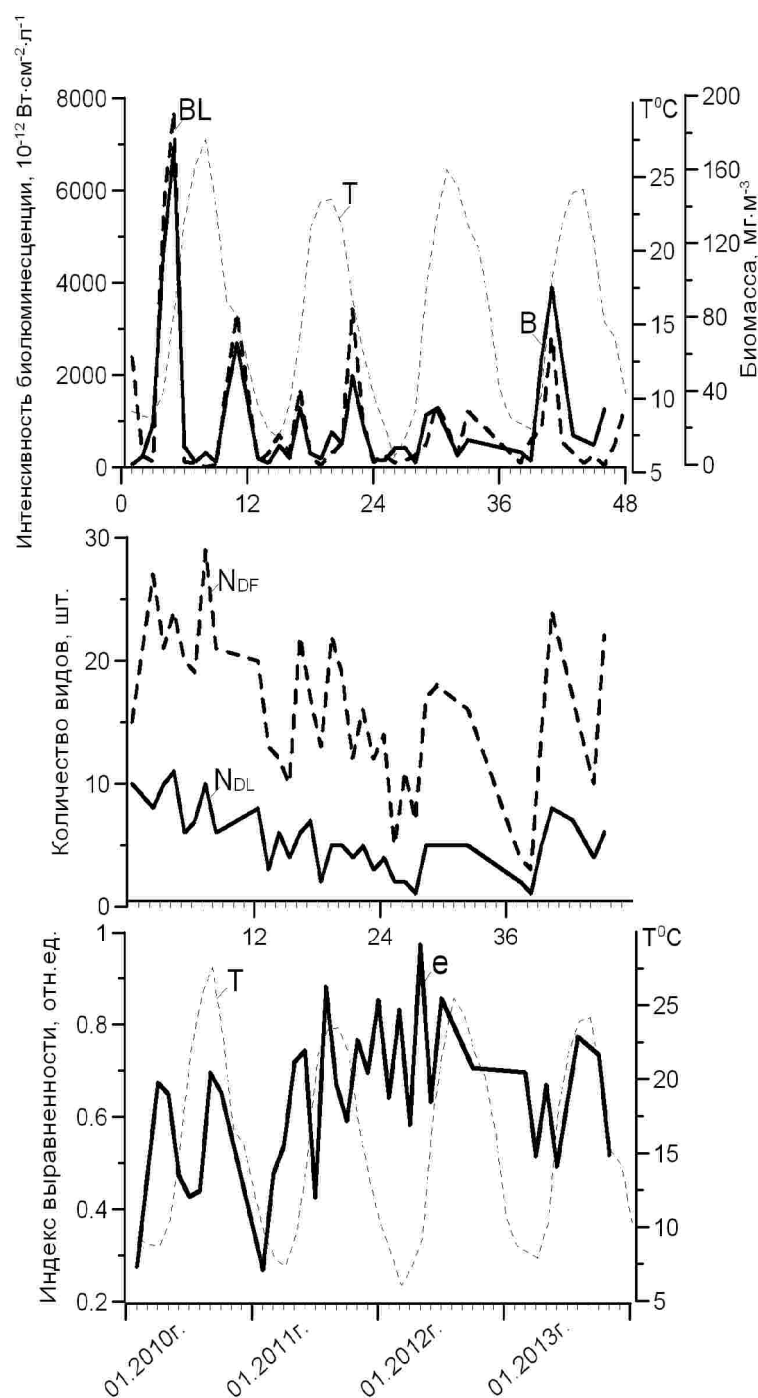 Интенсивность биолюминесценции, 10⁻¹² Вт·см⁻²·л⁻¹
8000
6000
4000
2000
0
BL
T
B
T⁰C
25
20
15
10
5
200
160
120
80
40
0
Биомасса, мг·м⁻³
0
12
24
36
48
Количество видов, шт.
30
20
10
0
NDF
NDL
12
24
36
Индекс выравненности, отн.ед.
1
0.8
0.6
0.4
0.2
T
e
T⁰C
25
20
15
10
5
01.2010г.
01.2011г.
01.2012г.
01.2013г.